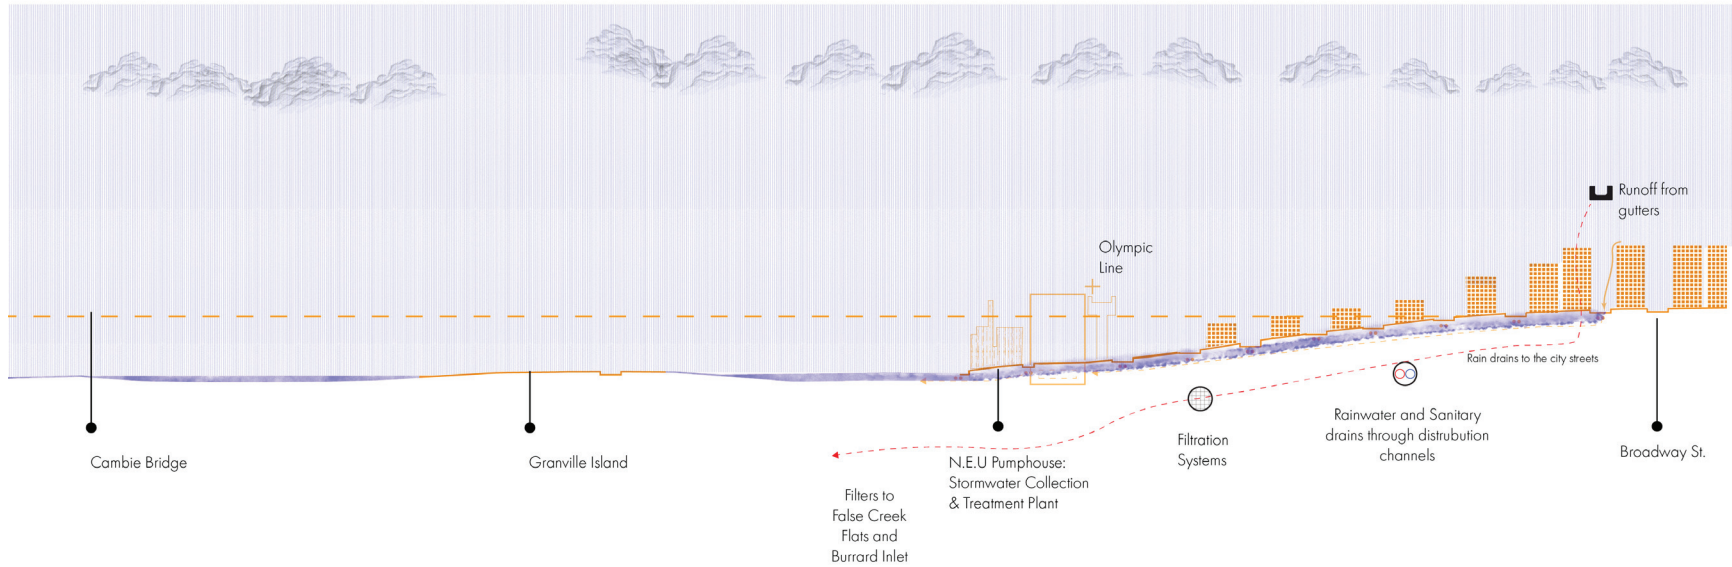 Runoff from
gutters
Olympic
Line
Rain drains to the city streets
Cambie Bridge
Granville Island
Filters to
False Creek
Flats and
Burrard Inlet
N.E.U Pumphouse:
Stormwater Collection
& Treatment Plant
Filtration
Systems
Rainwater and Sanitary
drains through distrubution
channels
Broadway St.